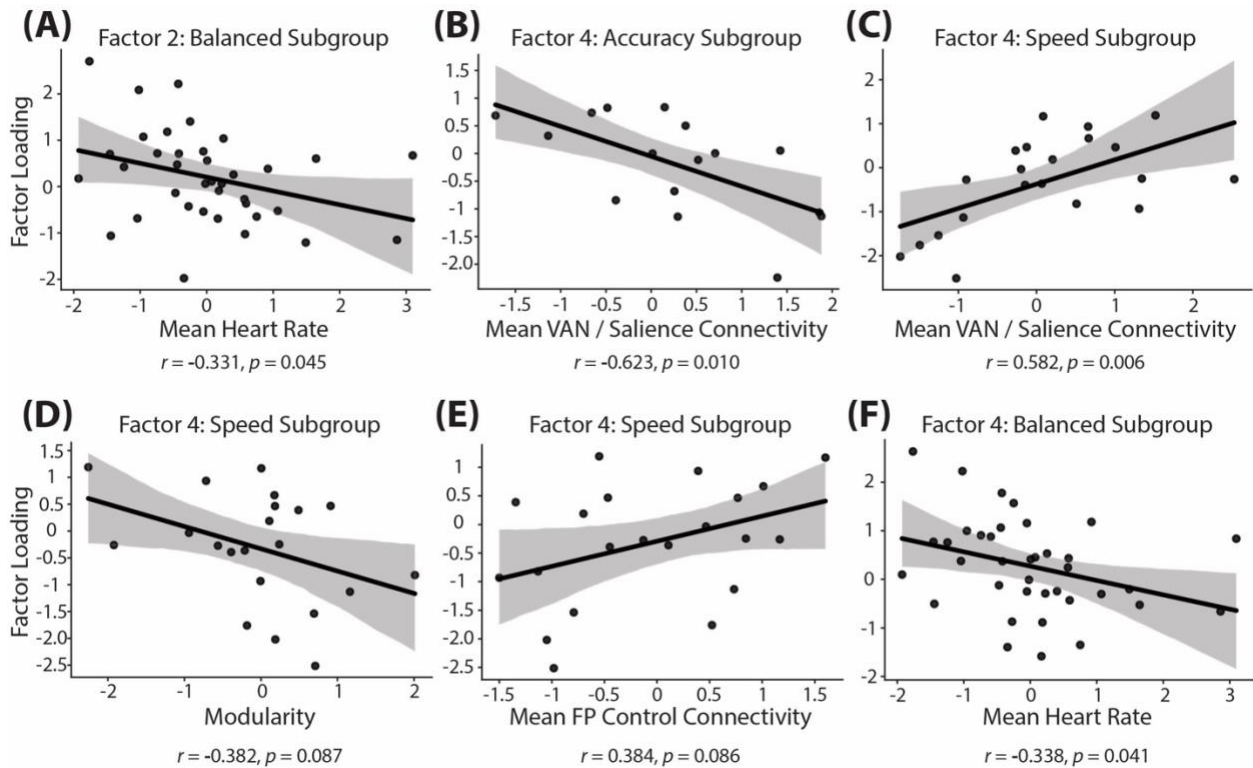 (A)
Factor 2: Balanced Subgroup
Factor Loading
2
1
0
-1
-2
-2 -1 0 1 2 3
Mean Heart Rate
r = -0.331, p = 0.045
(B)
Factor 4: Accuracy Subgroup
1.5
1
0.5
0
-0.5
-1
-1.5
-2.0
-1.5 -1 -0.5 0 0.5 1 1.5 2
Mean VAN / Salience Connectivity
r = -0.623, p = 0.010
(C)
Factor 4: Speed Subgroup
2
1
0
-1
-2
-1 0 1 2
Mean VAN / Salience Connectivity
r = 0.582, p = 0.006
(D)
Factor 4: Speed Subgroup
Factor Loading
1.5
1
0.5
0
-0.5
-1
-1.5
-2.0
-2.5
-2 -1 0 1 2
Modularity
r = -0.382, p = 0.087
(E)
Factor 4: Speed Subgroup
1
0.5
0
-0.5
-1
-1.5
-2.0
-2.5
-1.5 -1 -0.5 0 0.5 1 1.5
Mean FP Control Connectivity
r = 0.384, p = 0.086
(F)
Factor 4: Balanced Subgroup
2
1
0
-1
-2
-2 -1 0 1 2 3
Mean Heart Rate
r = -0.338, p = 0.041